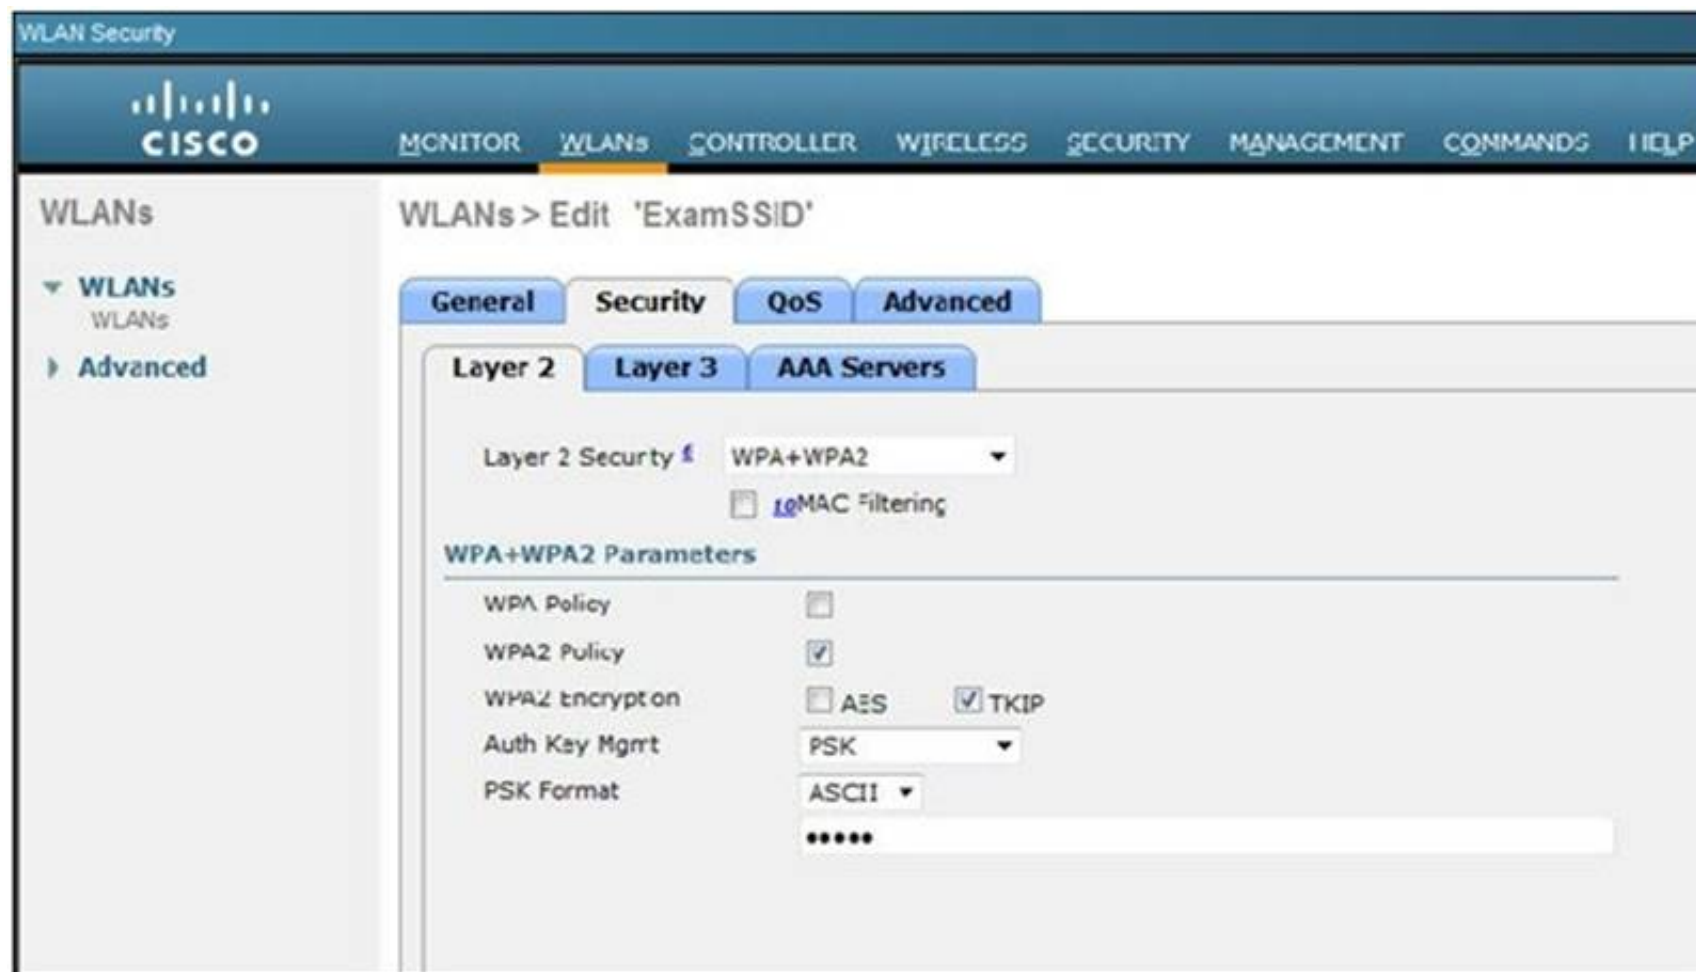 WLAN Security
CISCO
MONITOR WLANs CONTROLLER WIRELESS SECURITY MANAGEMENT COMMANDS HELP
WLANs
WLANs
WLANs
Advanced
WLANs > Edit 'ExamSSID'
General Security QoS Advanced
Layer 2 Layer 3 AAA Servers
Layer 2 Security 6 WPA+WPA2
10MAC Filtering
WPA+WPA2 Parameters
WPA Policy
WPA2 Policy
WPA2 Encryption AES TKIP
Auth Key Mgmt PSK
PSK Format ASCII
•••••